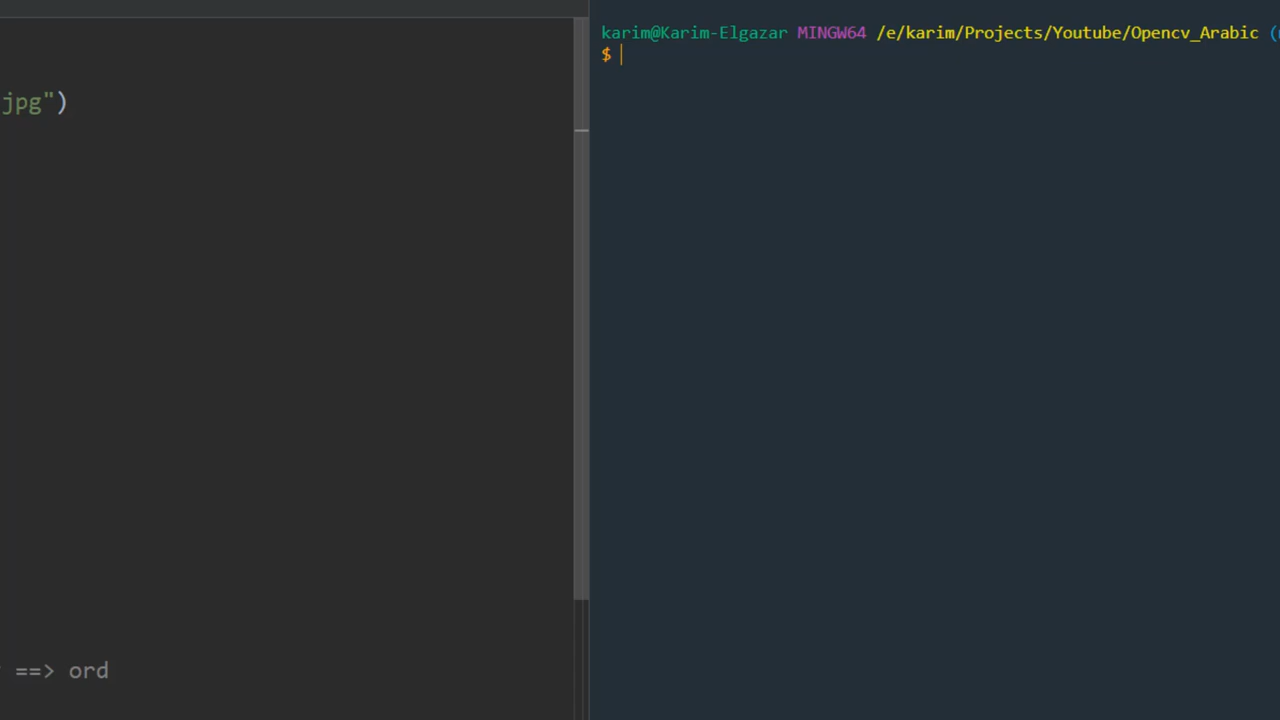 jpg")
==> ord
karim@Karim-Elgazar MINGW64 /e/karim/Projects/Youtube/Opencv_Arabic (
$